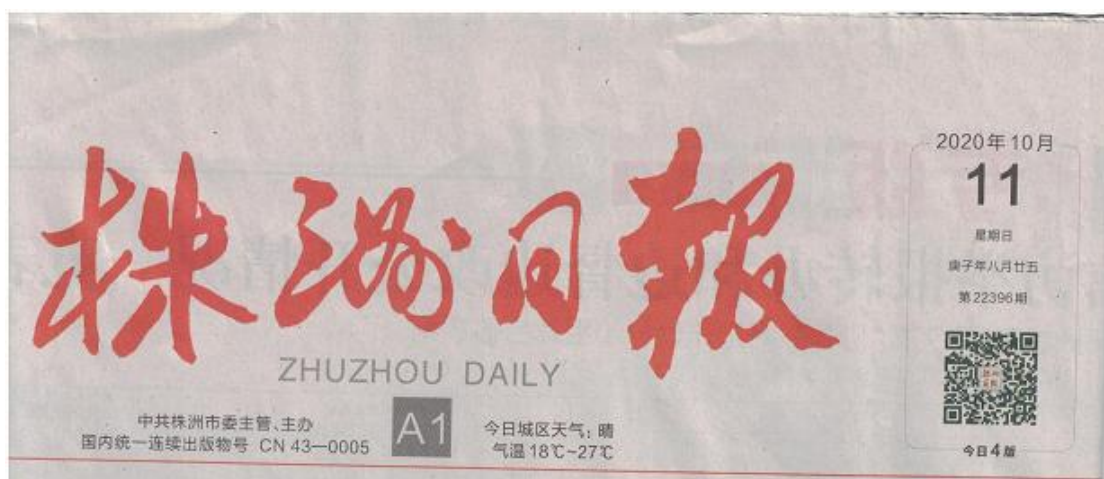 株洲日报
ZHUZHOU DAILY
中共株洲市委主管、主办
国内统一连续出版物号 CN 43—0005
A1
今日城区天气：晴
气温18℃~27℃
2020年10月
11
星期日
庚子年八月廿五
第22396期
今日4版